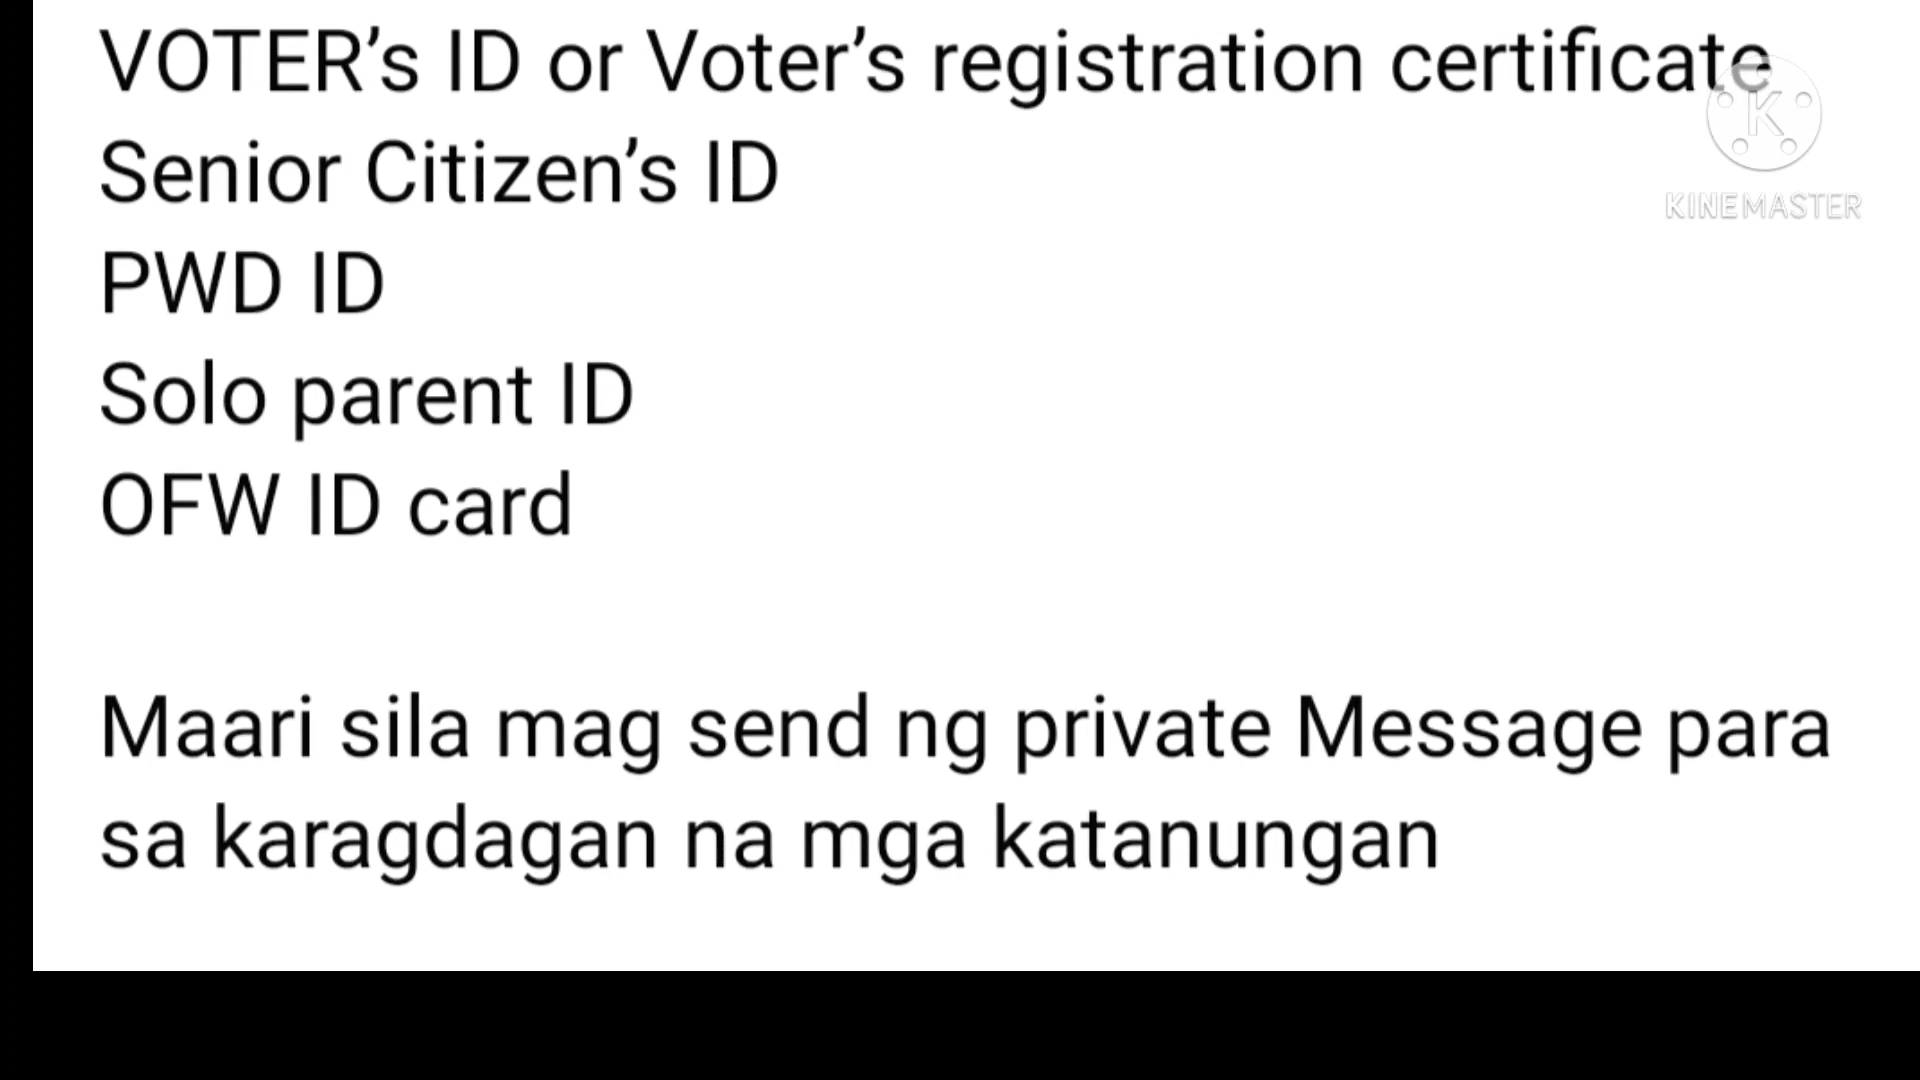 VOTER’s ID or Voter’s registration certificate
Senior Citizen’s ID
PWD ID
Solo parent ID
OFW ID card
Maari sila mag send ng private Message para
sa karagdagan na mga katanungan
K
KINEMASTER